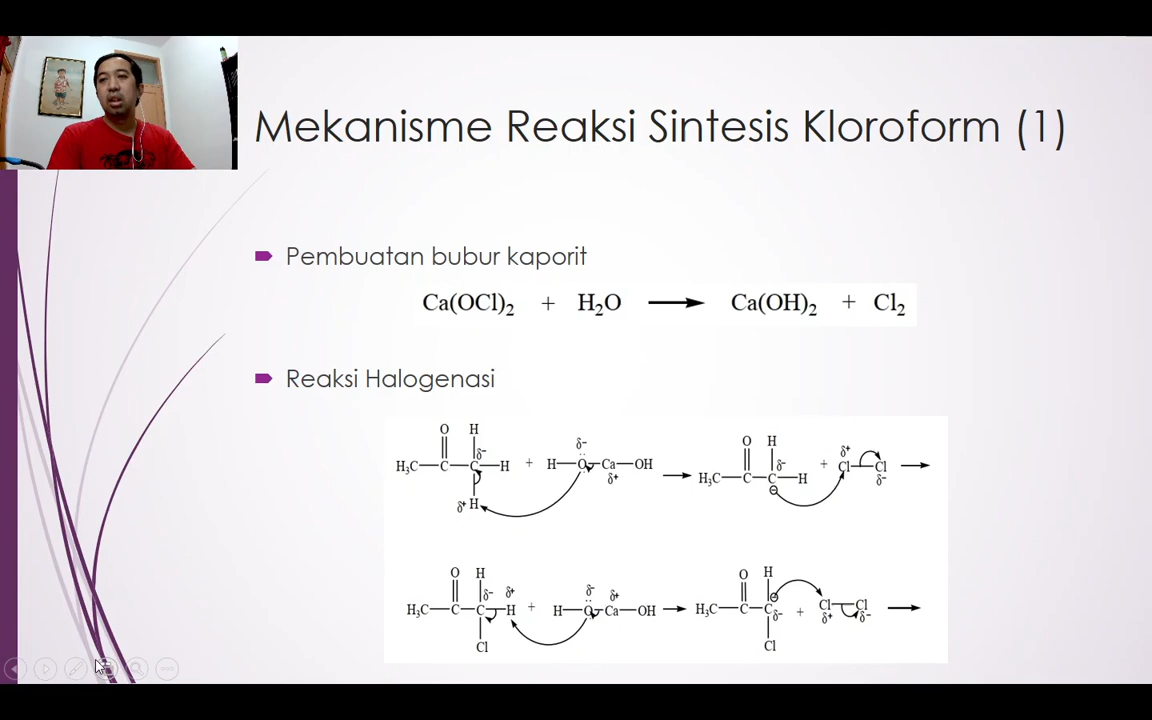 Mekanisme Reaksi Sintesis Kloroform (1)
Pembuatan bubur kaporit
Ca(OCl)₂ + H₂O ⟶ Ca(OH)₂ + Cl₂
Reaksi Halogenasi
O H δ- O H δ+
H₃C—C—C—H δ- + H—O—Ca—OH δ+ ⟶ H₃C—C—C—H δ- ⊖ + Cl—Cl δ- ⟶
δ+ H
O H δ- δ+ δ- δ+ O H ⊖
H₃C—C—C—H + H—O—Ca—OH ⟶ H₃C—C—C δ- + Cl—Cl δ+ δ- ⟶
Cl Cl